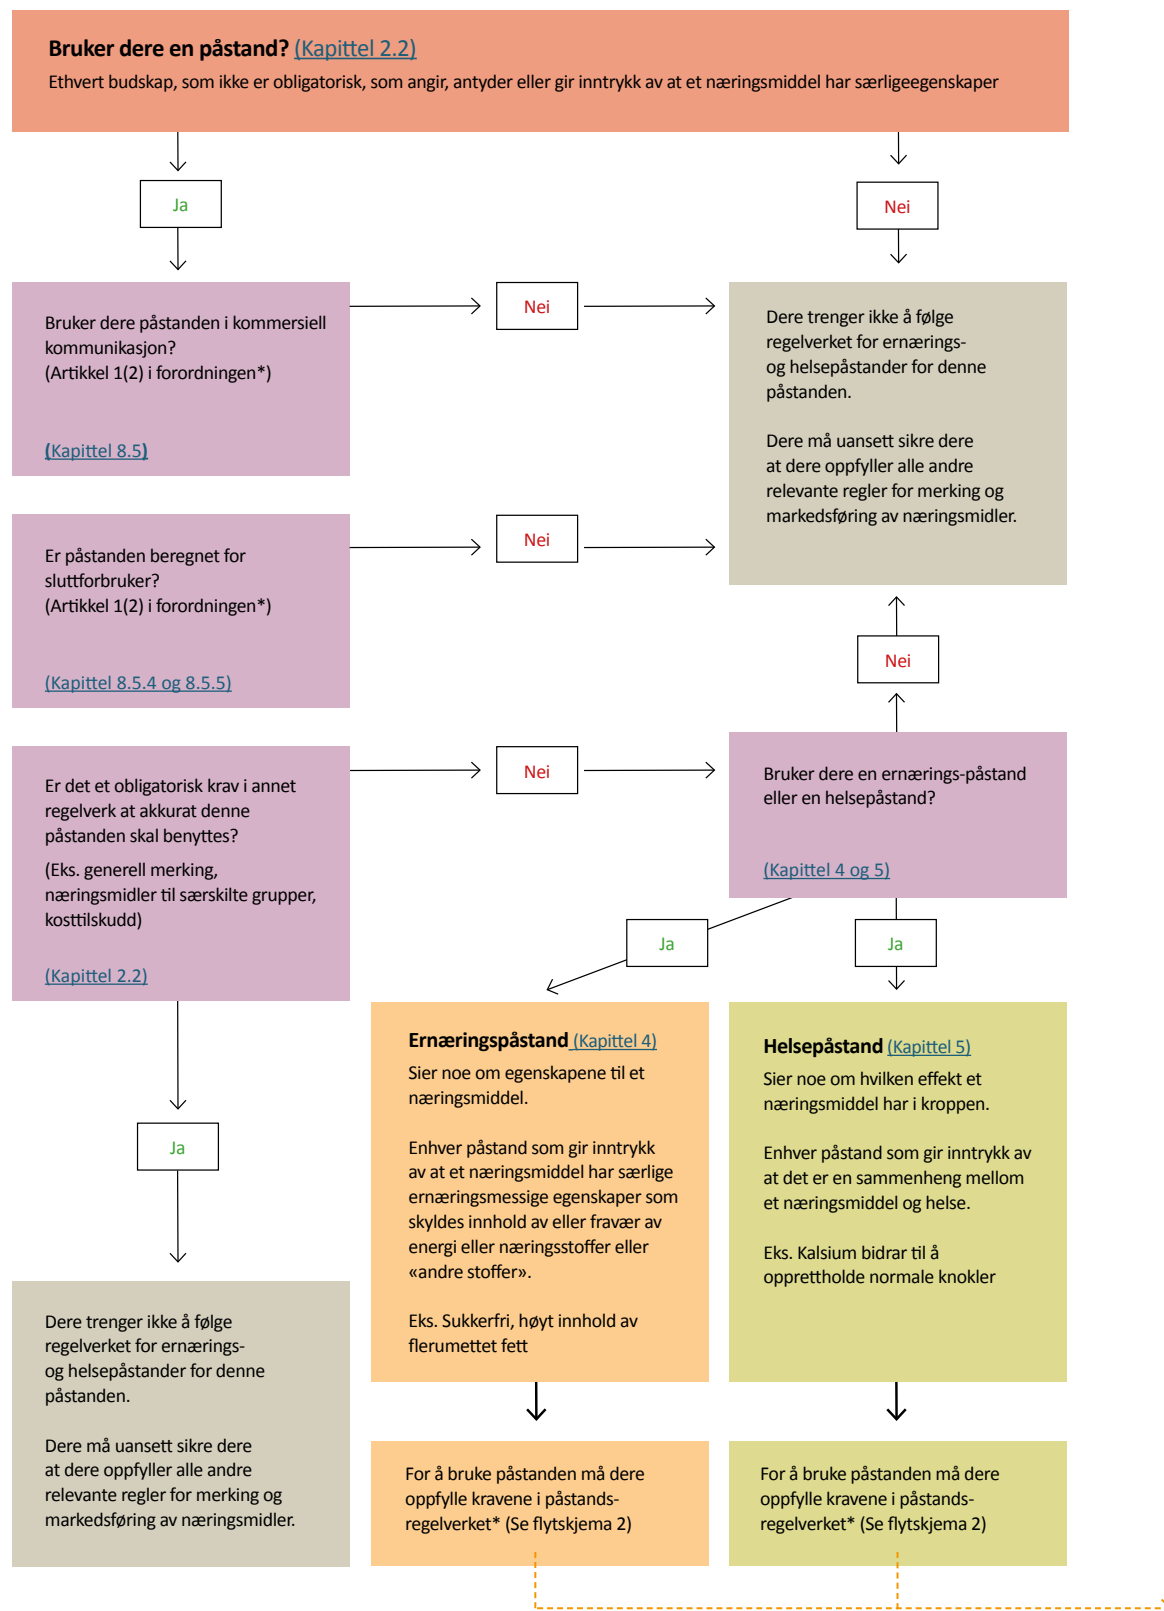 Bruker dere en påstand? (Kapittel 2.2)
Ethvert budskap, som ikke er obligatorisk, som angir, antyder eller gir inntrykk av at et næringsmiddel har særligeegenskaper
Ja
Nei
Bruker dere påstanden i kommersiell
kommunikasjon?
(Artikkel 1(2) i forordningen*)
(Kapittel 8.5)
Nei
Dere trenger ikke å følge
regelverket for ernærings-
og helsepåstander for denne
påstanden.
Dere må uansett sikre dere
at dere oppfyller alle andre
relevante regler for merking og
markedsføring av næringsmidler.
Er påstanden beregnet for
sluttforbruker?
(Artikkel 1(2) i forordningen*)
(Kapittel 8.5.4 og 8.5.5)
Nei
Nei
Er det et obligatorisk krav i annet
regelverk at akkurat denne
påstanden skal benyttes?
(Eks. generell merking,
næringsmidler til særskilte grupper,
kosttilskudd)
(Kapittel 2.2)
Nei
Bruker dere en ernærings-påstand
eller en helsepåstand?
(Kapittel 4 og 5)
Ja
Ja
Ernæringspåstand (Kapittel 4)
Sier noe om egenskapene til et
næringsmiddel.
Enhver påstand som gir inntrykk
av at et næringsmiddel har særlige
ernæringsmessige egenskaper som
skyldes innhold av eller fravær av
energi eller næringsstoffer eller
«andre stoffer».
Eks. Sukkerfri, høyt innhold av
flerumettet fett
Helsepåstand (Kapittel 5)
Sier noe om hvilken effekt et
næringsmiddel har i kroppen.
Enhver påstand som gir inntrykk av
at det er en sammenheng mellom
et næringsmiddel og helse.
Eks. Kalsium bidrar til å
opprettholde normale knokler
Ja
Dere trenger ikke å følge
regelverket for ernærings-
og helsepåstander for denne
påstanden.
Dere må uansett sikre dere
at dere oppfyller alle andre
relevante regler for merking og
markedsføring av næringsmidler.
For å bruke påstanden må dere
oppfylle kravene i påstands-
regelverket* (Se flytskjema 2)
For å bruke påstanden må dere
oppfylle kravene i påstands-
regelverket* (Se flytskjema 2)